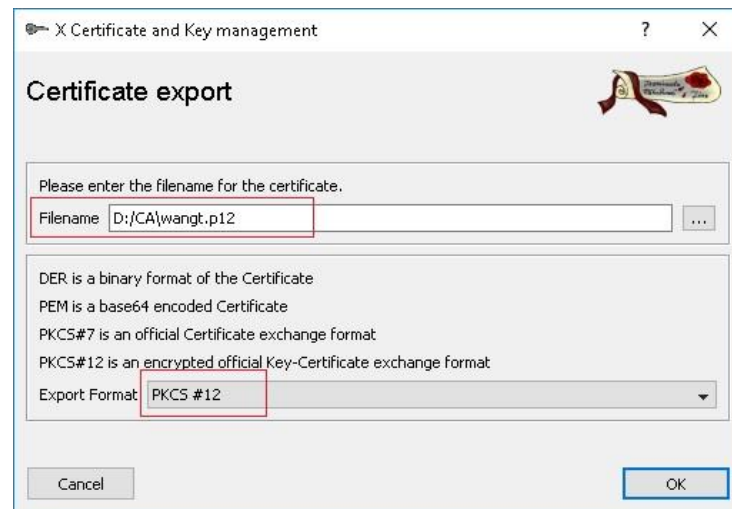 X Certificate and Key management
Certificate export
Please enter the filename for the certificate.
Filename D:/CA\wangt.p12 ...
DER is a binary format of the Certificate
PEM is a base64 encoded Certificate
PKCS#7 is an official Certificate exchange format
PKCS#12 is an encrypted official Key-Certificate exchange format
Export Format PKCS #12
Cancel OK